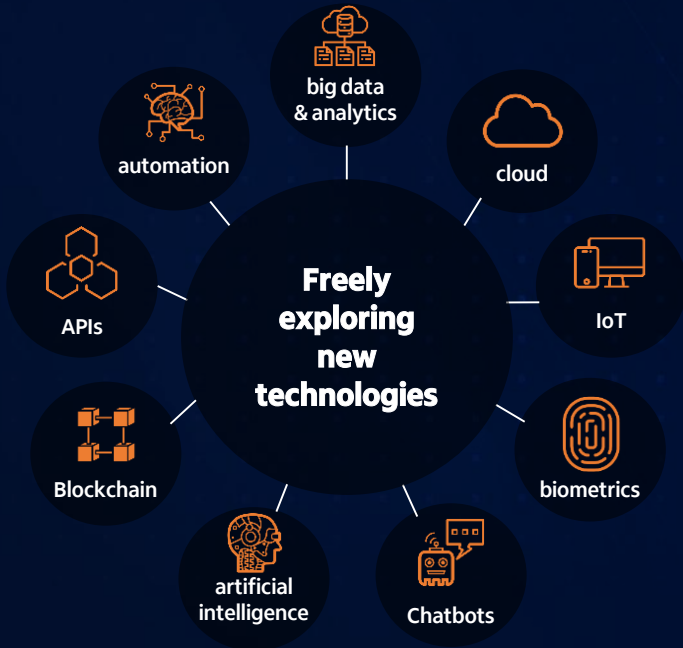 big data
& analytics
automation
cloud
Freely
exploring
new
technologies
APIs
IoT
Blockchain
biometrics
artificial
intelligence
Chatbots